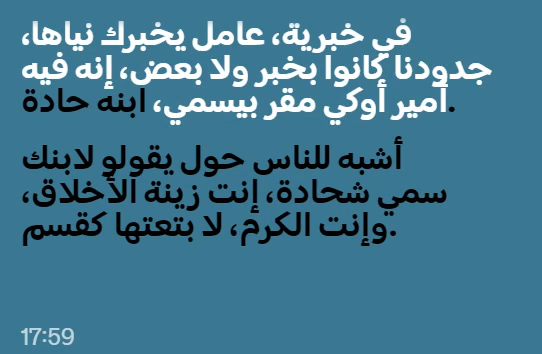 في خبرية، عامل يخبرك نياها،
جدودنا كانوا بخبر ولا بعض، إنه فيه
أمير أوكي مقر بيسمي، ابنه حادة.
أشبه للناس حول يقولو لابنك
سمي شحادة، إنت زينة الأخلاق،
وإنت الكرم، لا بتعتها كقسم.
17:59